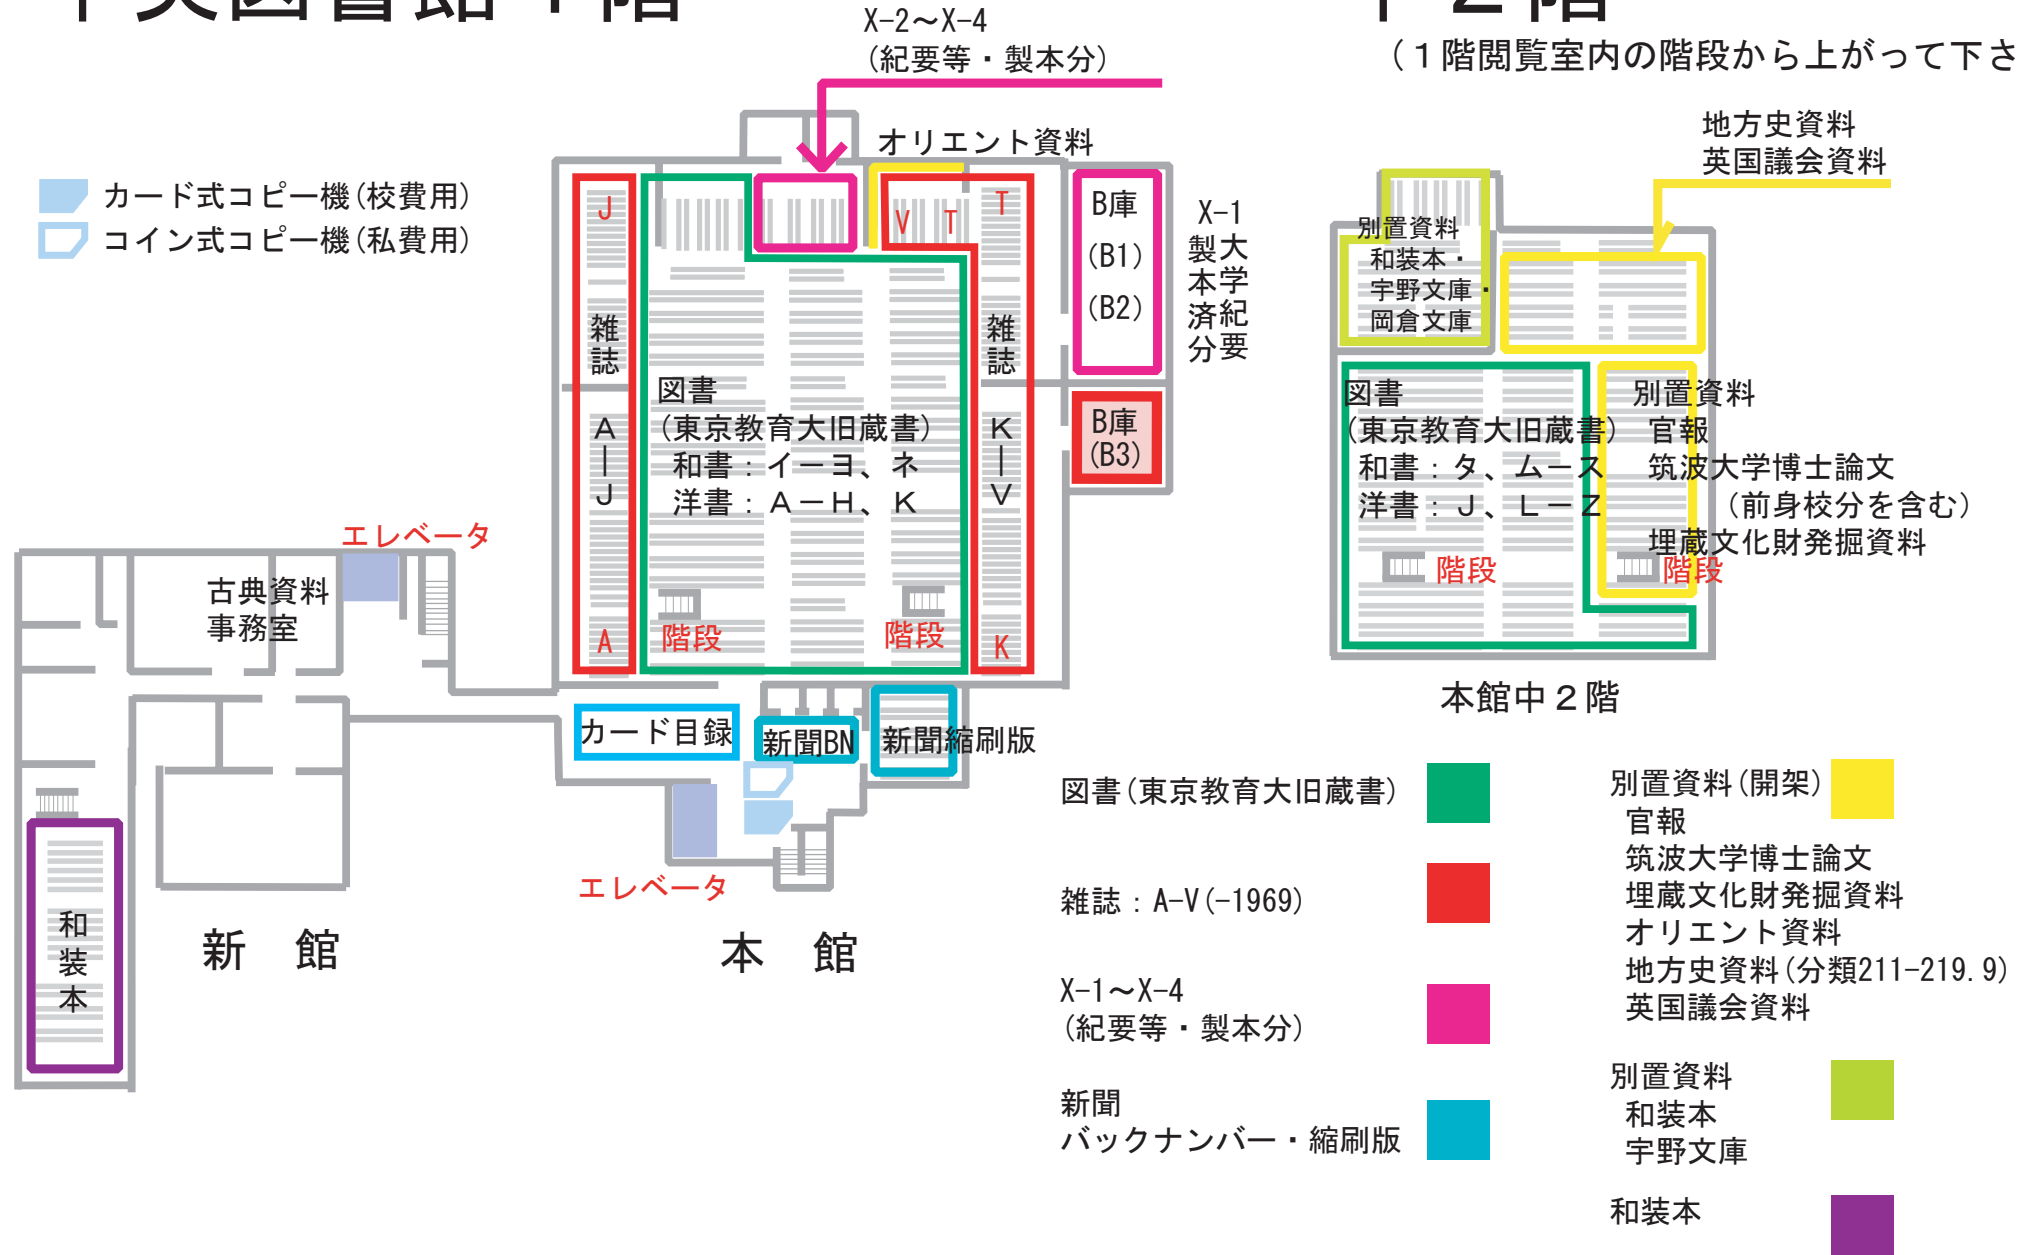 中央図書館1階
中2階
(1階閲覧室内の階段から上がって下さ
X-2～X-4
(紀要等・製本分)
オリエント資料
地方史資料
英国議会資料
カード式コピー機(校費用)
コイン式コピー機(私費用)
J
雑誌
A－J
A
V
T
T
雑誌
K－V
K
B庫
(B1)
(B2)
X-1
大学紀要
製本済分
B庫
(B3)
図書
(東京教育大旧蔵書)
和書：イーヨ、ネ
洋書：A－H、K
階段
階段
別置資料
和装本・
宇野文庫・
岡倉文庫
図書
(東京教育大旧蔵書)
和書：タ、ムース
洋書：J、L－Z
階段
別置資料
官報
筑波大学博士論文
(前身校分を含む)
埋蔵文化財発掘資料
階段
本館中2階
エレベータ
古典資料
事務室
カード目録
新聞BN
新聞縮刷版
エレベータ
和装本
新 館
本 館
図書(東京教育大旧蔵書)
雑誌：A-V(-1969)
X-1～X-4
(紀要等・製本分)
新聞
バックナンバー・縮刷版
別置資料(開架)
官報
筑波大学博士論文
埋蔵文化財発掘資料
オリエント資料
地方史資料(分類211-219.9)
英国議会資料
別置資料
和装本
宇野文庫
和装本